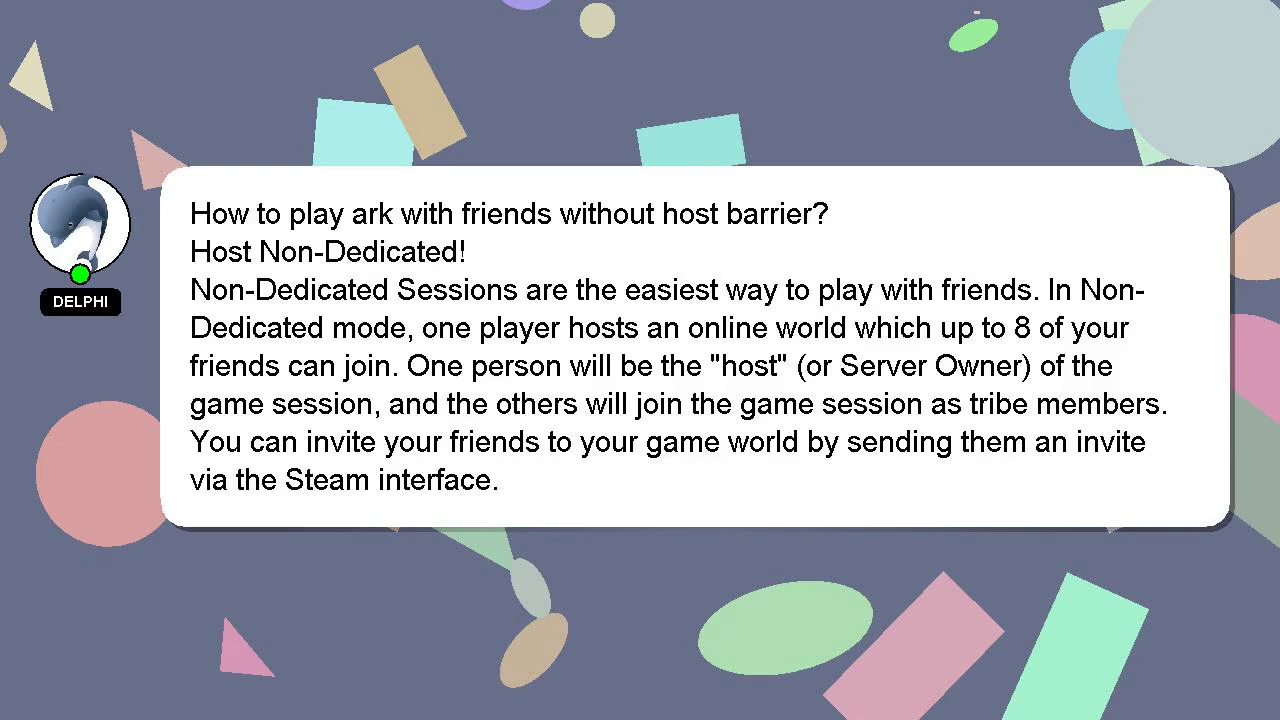 How to play ark with friends without host barrier?
Host Non-Dedicated!
Non-Dedicated Sessions are the easiest way to play with friends. In Non-
Dedicated mode, one player hosts an online world which up to 8 of your
friends can join. One person will be the "host" (or Server Owner) of the
game session, and the others will join the game session as tribe members.
You can invite your friends to your game world by sending them an invite
via the Steam interface.
DELPHI